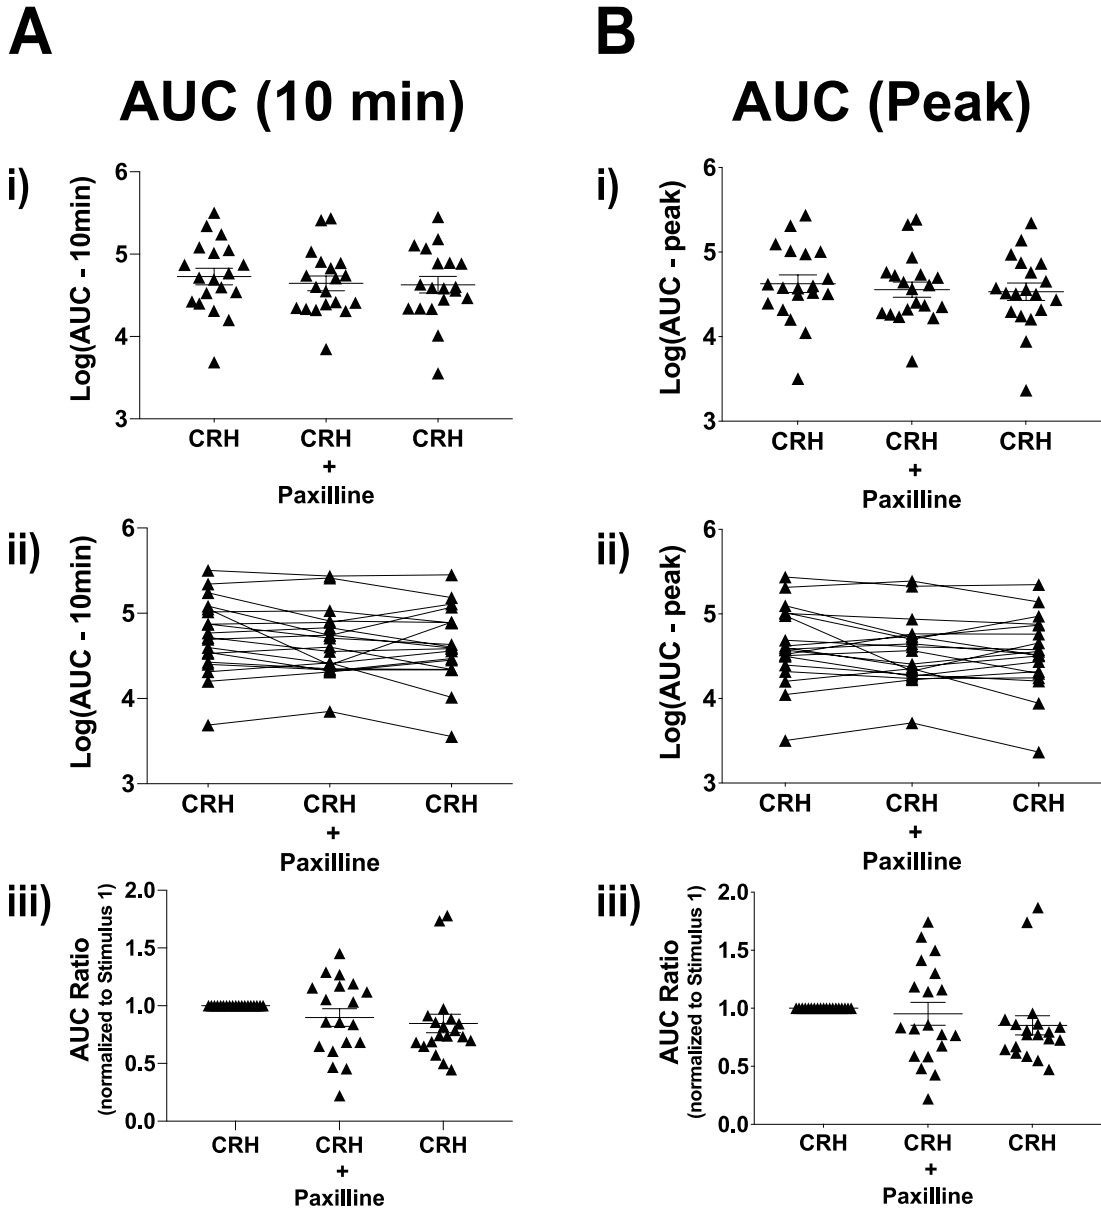 A
AUC (10 min)
i)
Log(AUC - 10min)
6
5
4
3
CRH
CRH
+
Paxilline
CRH
ii)
Log(AUC - 10min)
6
5
4
3
CRH
CRH
+
Paxilline
CRH
iii)
AUC Ratio
(normalized to Stimulus 1)
2.0
1.5
1.0
0.5
0.0
CRH
CRH
+
Paxilline
CRH
B
AUC (Peak)
i)
Log(AUC - peak)
6
5
4
3
CRH
CRH
+
Paxilline
CRH
ii)
Log(AUC - peak)
6
5
4
3
CRH
CRH
+
Paxilline
CRH
iii)
AUC Ratio
(normalized to Stimulus 1)
2.0
1.5
1.0
0.5
0.0
CRH
CRH
+
Paxilline
CRH